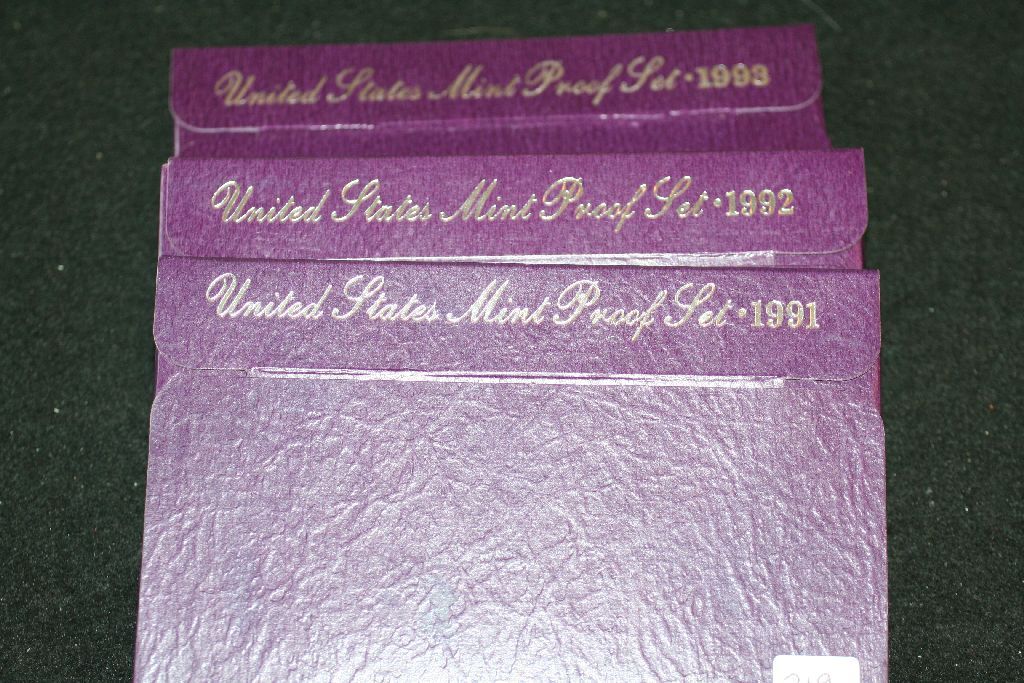 United States Mint Proof Set · 1993
United States Mint Proof Set · 1992
United States Mint Proof Set · 1991